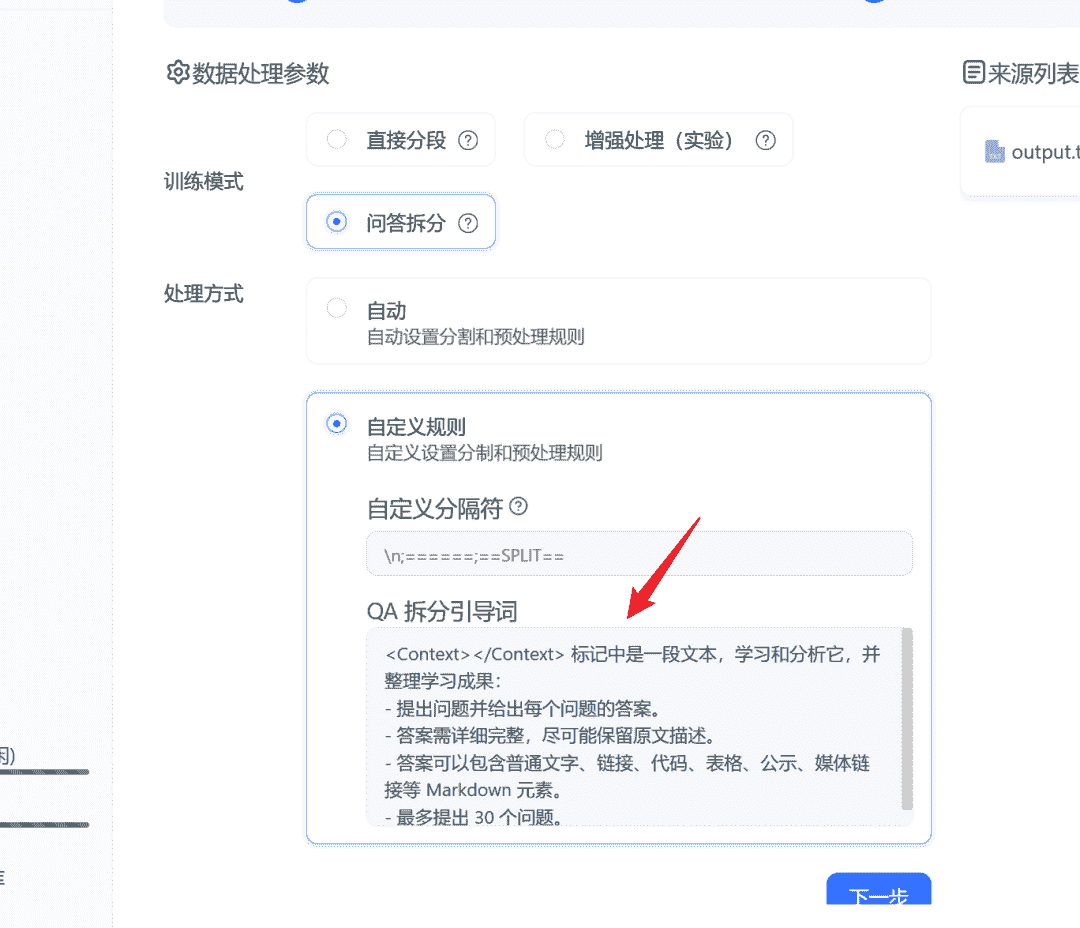 数据处理参数
来源列表
训练模式
直接分段
增强处理（实验）
output.t
问答拆分
处理方式
自动
自动设置分割和预处理规则
自定义规则
自定义设置分制和预处理规则
自定义分隔符
\n;======;==SPLIT==
QA 拆分引导词
<Context></Context> 标记中是一段文本，学习和分析它，并
整理学习成果：
- 提出问题并给出每个问题的答案。
- 答案需详细完整，尽可能保留原文描述。
- 答案可以包含普通文字、链接、代码、表格、公示、媒体链
接等 Markdown 元素。
- 最多提出 30 个问题。
下一步